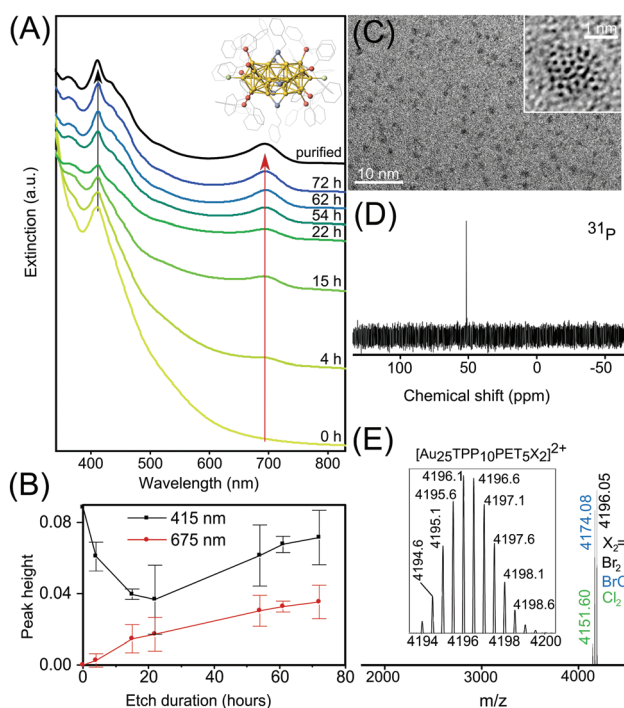 (A)
Extinction (a.u.)
purified
72 h
62 h
54 h
22 h
15 h
4 h
0 h
400 500 600 700 800
Wavelength (nm)
(B)
415 nm
675 nm
Peak height
0.08
0.04
0.00
0 20 40 60 80
Etch duration (hours)
(C)
1 nm
10 nm
(D)
31P
100 50 0 -50
Chemical shift (ppm)
(E)
[Au25TPP10PET5X2]2+
4194.6
4195.1
4195.6
4196.1
4196.6
4197.1
4197.6
4198.1
4198.6
4194 4196 4198 4200
4151.60
4174.08
4196.05
X2=
Br2
BrC
Cl2
2000 3000 4000
m/z